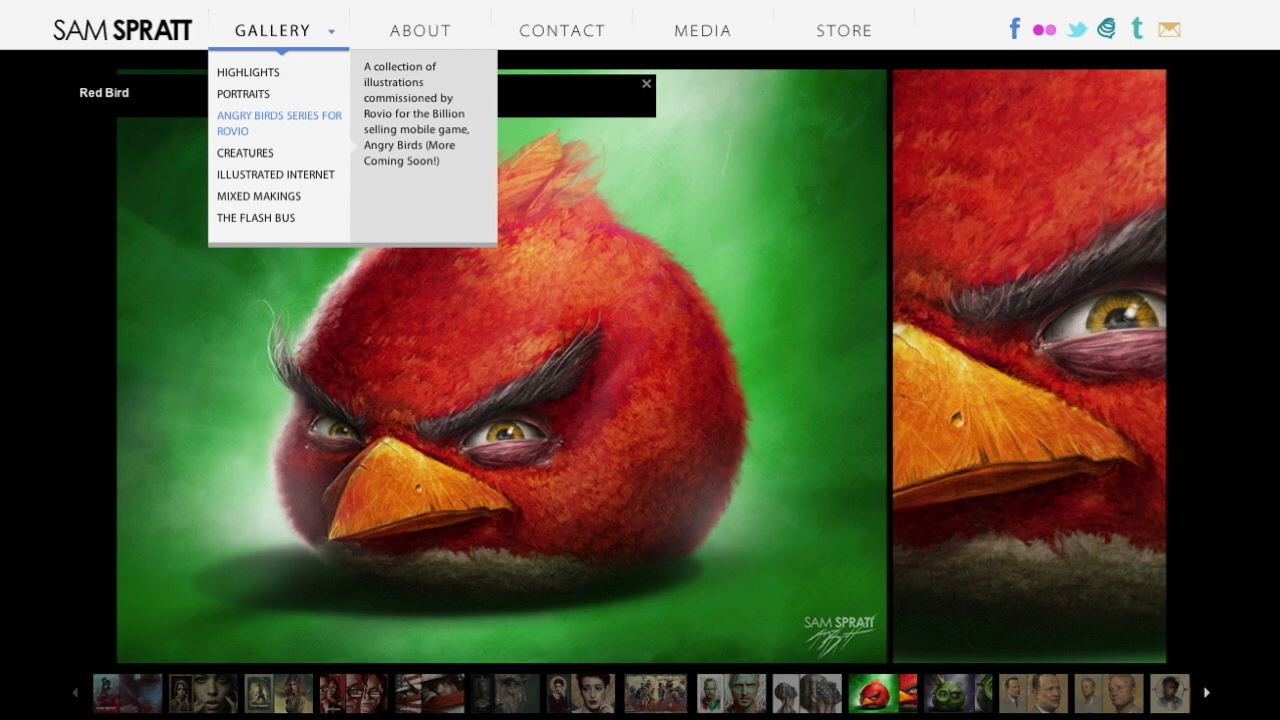 SAM SPRATT
GALLERY
ABOUT
CONTACT
MEDIA
STORE
Red Bird
HIGHLIGHTS
PORTRAITS
ANGRY BIRDS SERIES FOR
ROVIO
CREATURES
ILLUSTRATED INTERNET
MIXED MAKINGS
THE FLASH BUS
A collection of
illustrations
commissioned by
Rovio for the Billion
selling mobile game,
Angry Birds (More
Coming Soon!)
SAM SPRATT